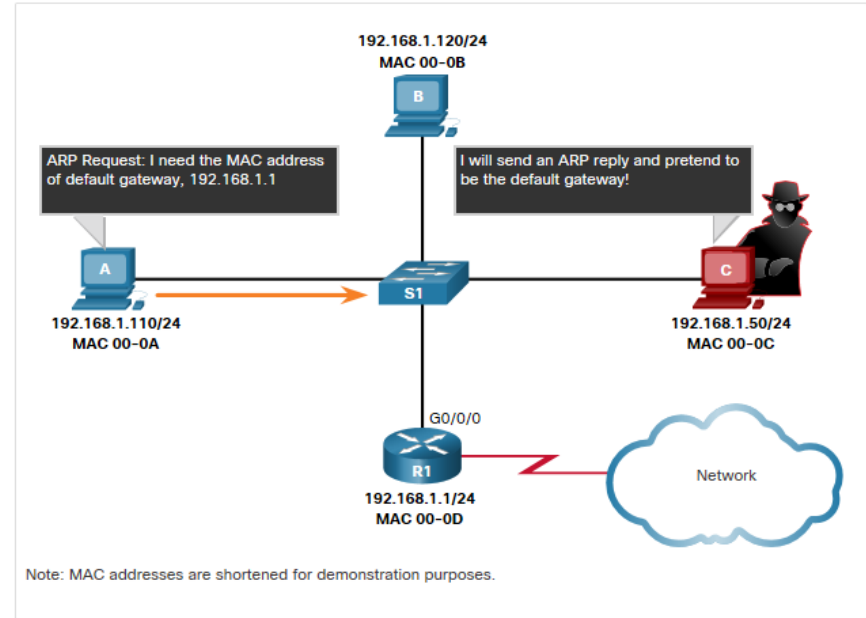 192.168.1.120/24
MAC 00-0B
B
ARP Request: I need the MAC address
of default gateway, 192.168.1.1
I will send an ARP reply and pretend to
be the default gateway!
A
C
S1
192.168.1.110/24
MAC 00-0A
192.168.1.50/24
MAC 00-0C
G0/0/0
R1
Network
192.168.1.1/24
MAC 00-0D
Note: MAC addresses are shortened for demonstration purposes.